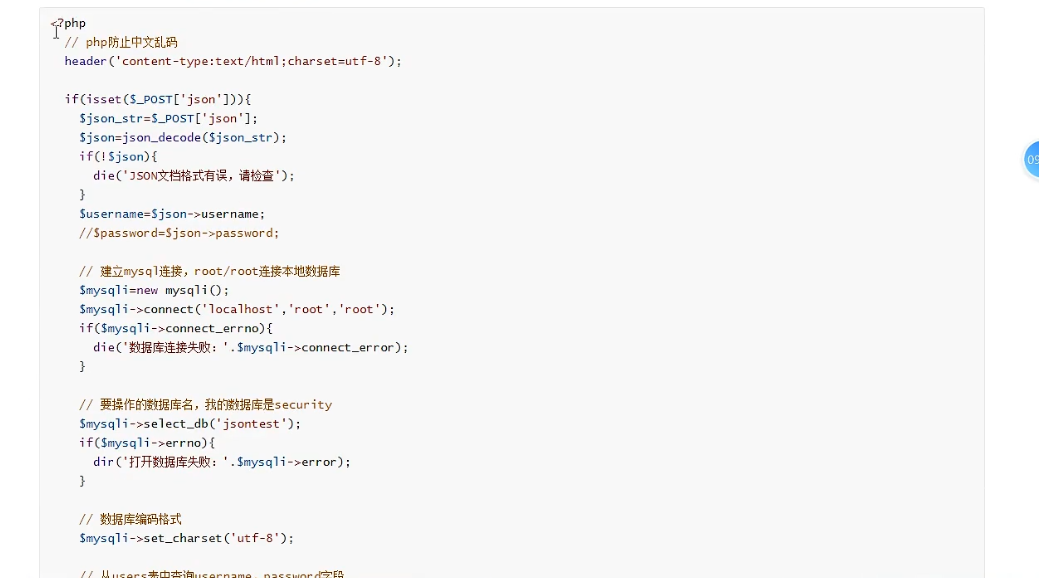 <?php
// php防止中文乱码
header('content-type:text/html;charset=utf-8');
if(isset($_POST['json'])){
$json_str=$_POST['json'];
$json=json_decode($json_str);
if(!$json){
die('JSON文档格式有误，请检查');
}
$username=$json->username;
//$password=$json->password;
// 建立mysql连接，root/root连接本地数据库
$mysqli=new mysqli();
$mysqli->connect('localhost','root','root');
if($mysqli->connect_errno){
die('数据库连接失败：'.$mysqli->connect_error);
}
// 要操作的数据库名，我的数据库是security
$mysqli->select_db('jsontest');
if($mysqli->errno){
dir('打开数据库失败：'.$mysqli->error);
}
// 数据库编码格式
$mysqli->set_charset('utf-8');
// 从users表中查询username，password字段
09